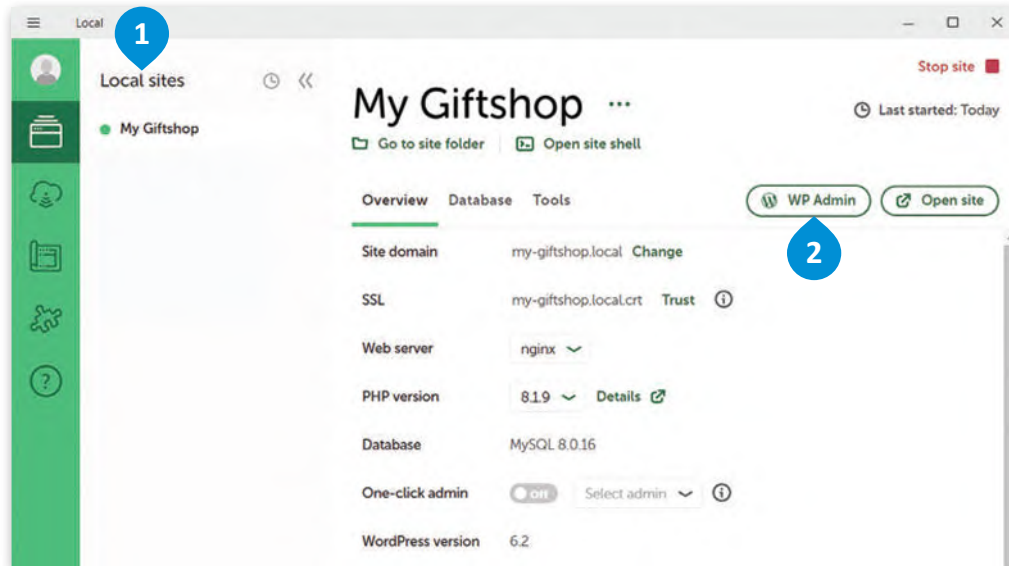 Local
1
Stop site
Local sites
My Giftshop ...
Last started: Today
My Giftshop
Go to site folder
Open site shell
Overview Database Tools
WP Admin
Open site
2
Site domain my-giftshop.local Change
SSL my-giftshop.local.crt Trust
Web server nginx
PHP version 8.1.9 Details
Database MySQL 8.0.16
One-click admin Off Select admin
WordPress version 6.2